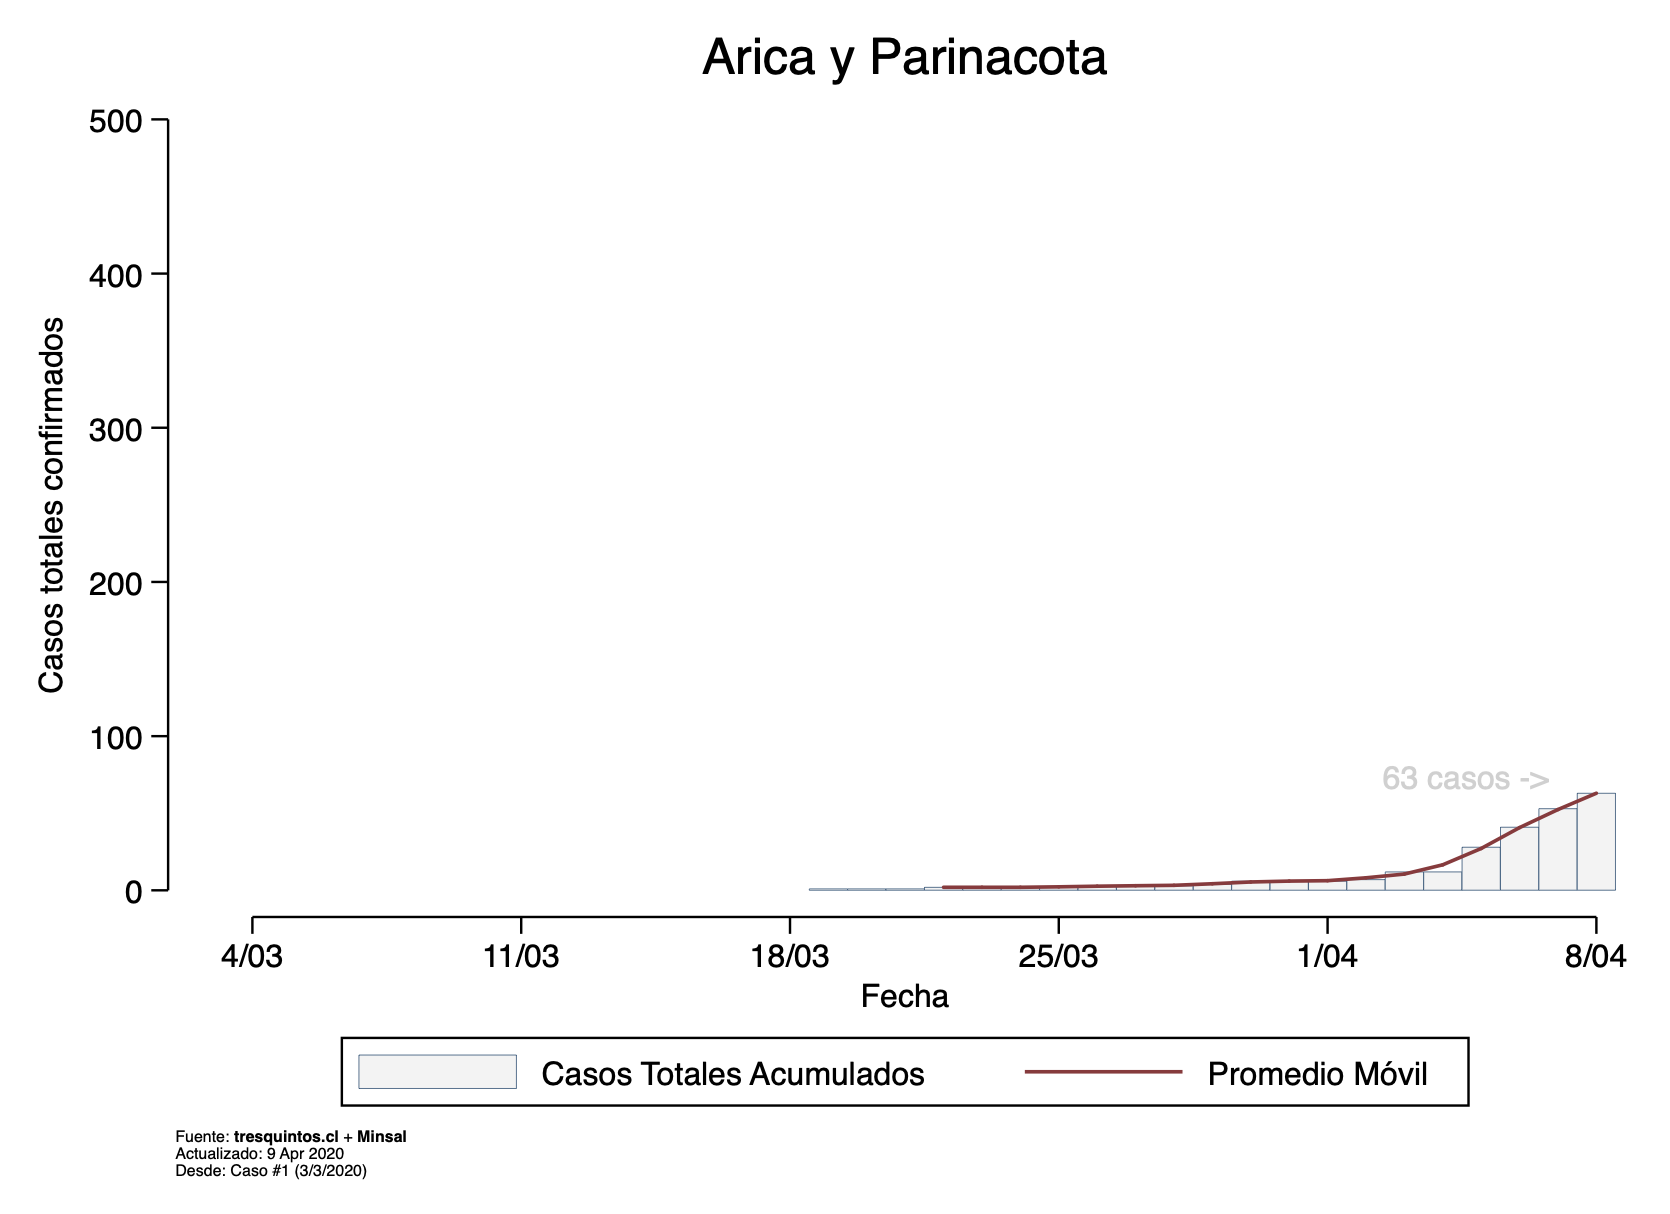 Arica y Parinacota
500
400
300
200
100
0
Casos totales confirmados
63 casos ->
4/03 11/03 18/03 25/03 1/04 8/04
Fecha
Casos Totales Acumulados Promedio Móvil
Fuente: tresquintos.cl + Minsal
Actualizado: 9 Apr 2020
Desde: Caso #1 (3/3/2020)